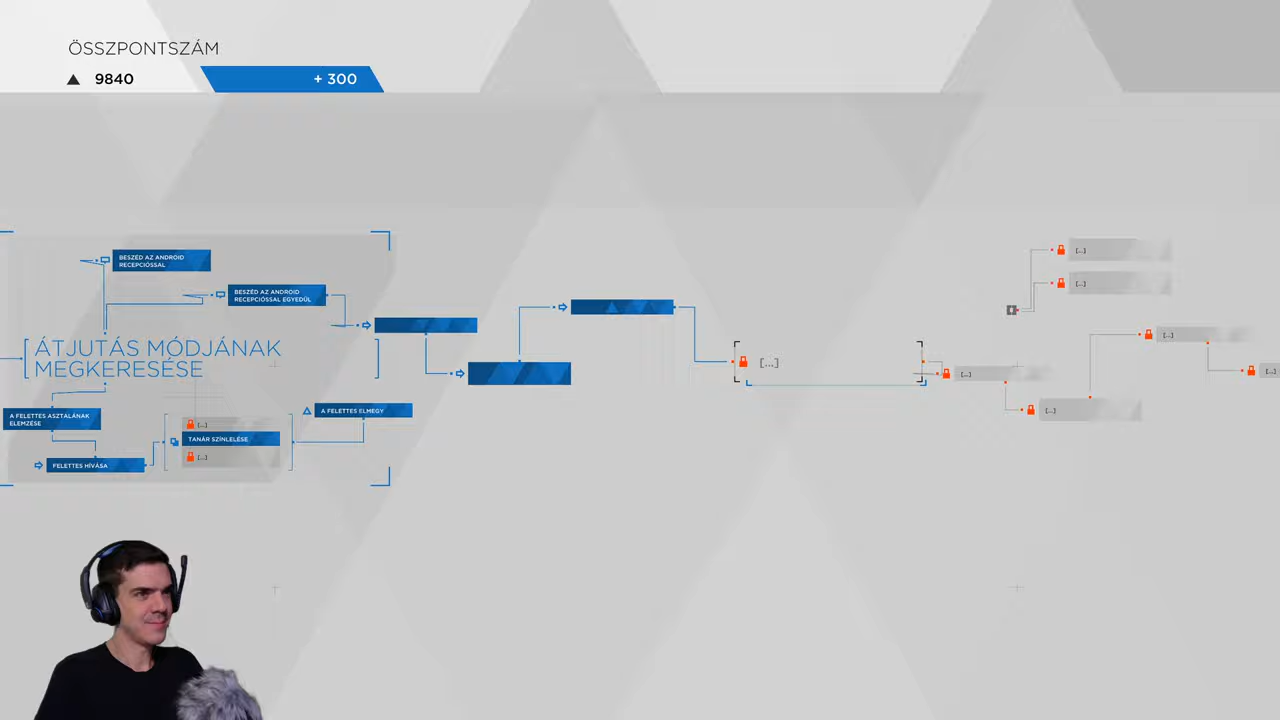 ÖSSZPONTSZÁM
9840
+ 300
BESZÉD AZ ANDROID
RECEPCIÓSSAL
BESZÉD AZ ANDROID
RECEPCIÓSSAL EGYEDÜL
ÁTJUTÁS MÓDJÁNAK
MEGKERESÉSE
A FELETTES ASZTALÁNAK
ELEMZÉSE
FELETTES HÍVÁSA
[...]
TANÁR SZÍNLELÉSE
[...]
A FELETTES ELMEGY
[...]
[...]
[...]
[...]
[...]
[...]
[...]